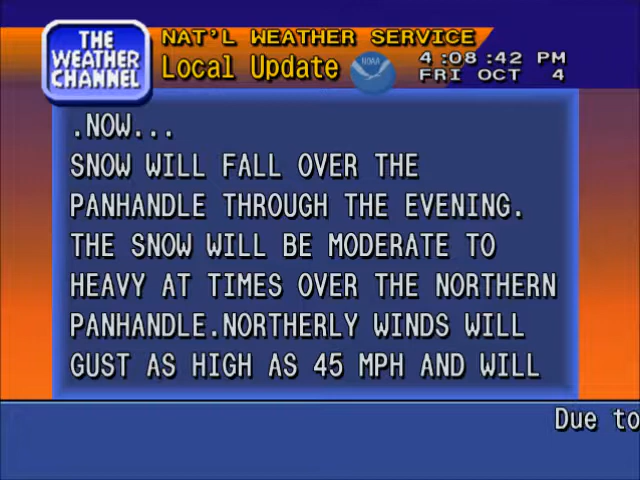 THE
WEATHER
CHANNEL
NAT'L WEATHER SERVICE
Local Update
NOAA
4:08:42 PM
FRI OCT 4
.NOW...
SNOW WILL FALL OVER THE
PANHANDLE THROUGH THE EVENING.
THE SNOW WILL BE MODERATE TO
HEAVY AT TIMES OVER THE NORTHERN
PANHANDLE.NORTHERLY WINDS WILL
GUST AS HIGH AS 45 MPH AND WILL
Due to